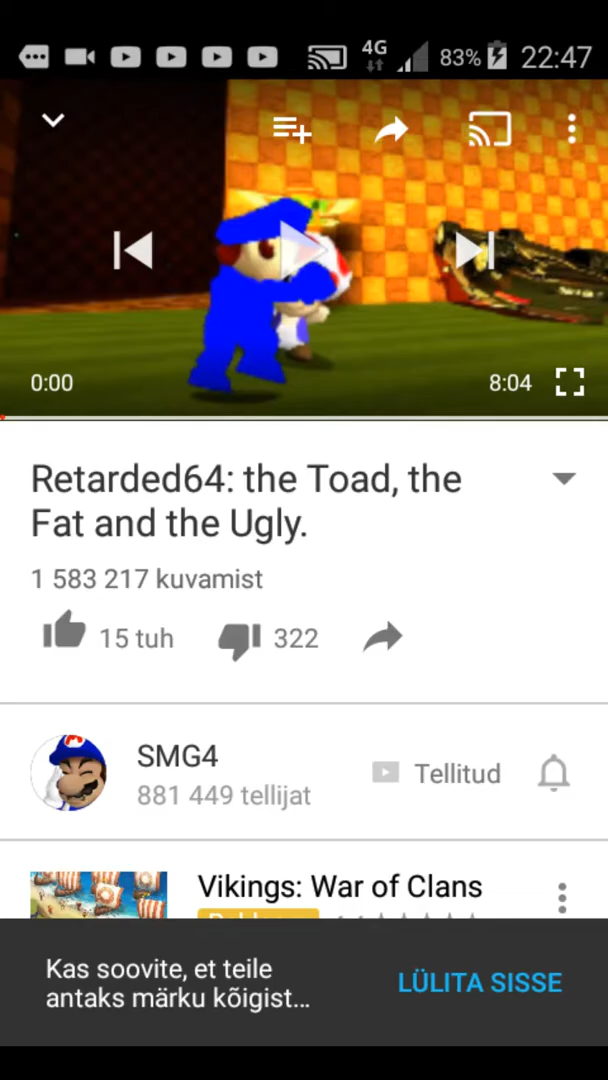 4G 83% 22:47
0:00 8:04
Retarded64: the Toad, the
Fat and the Ugly.
1 583 217 kuvamist
15 tuh 322
SMG4
881 449 tellijat
Tellitud
Vikings: War of Clans
Kas soovite, et teile
antaks märku kõigist...
LÜLITA SISSE